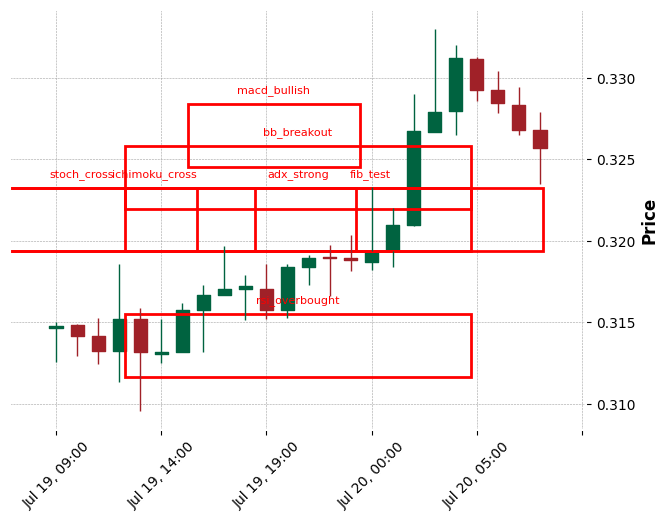 macd_bullish
bb_breakout
stoch_cross
ichimoku_cross
adx_strong
fib_test
rsi_overbought
0.330
0.325
0.320
0.315
0.310
Price
Jul 19, 09:00
Jul 19, 14:00
Jul 19, 19:00
Jul 20, 00:00
Jul 20, 05:00